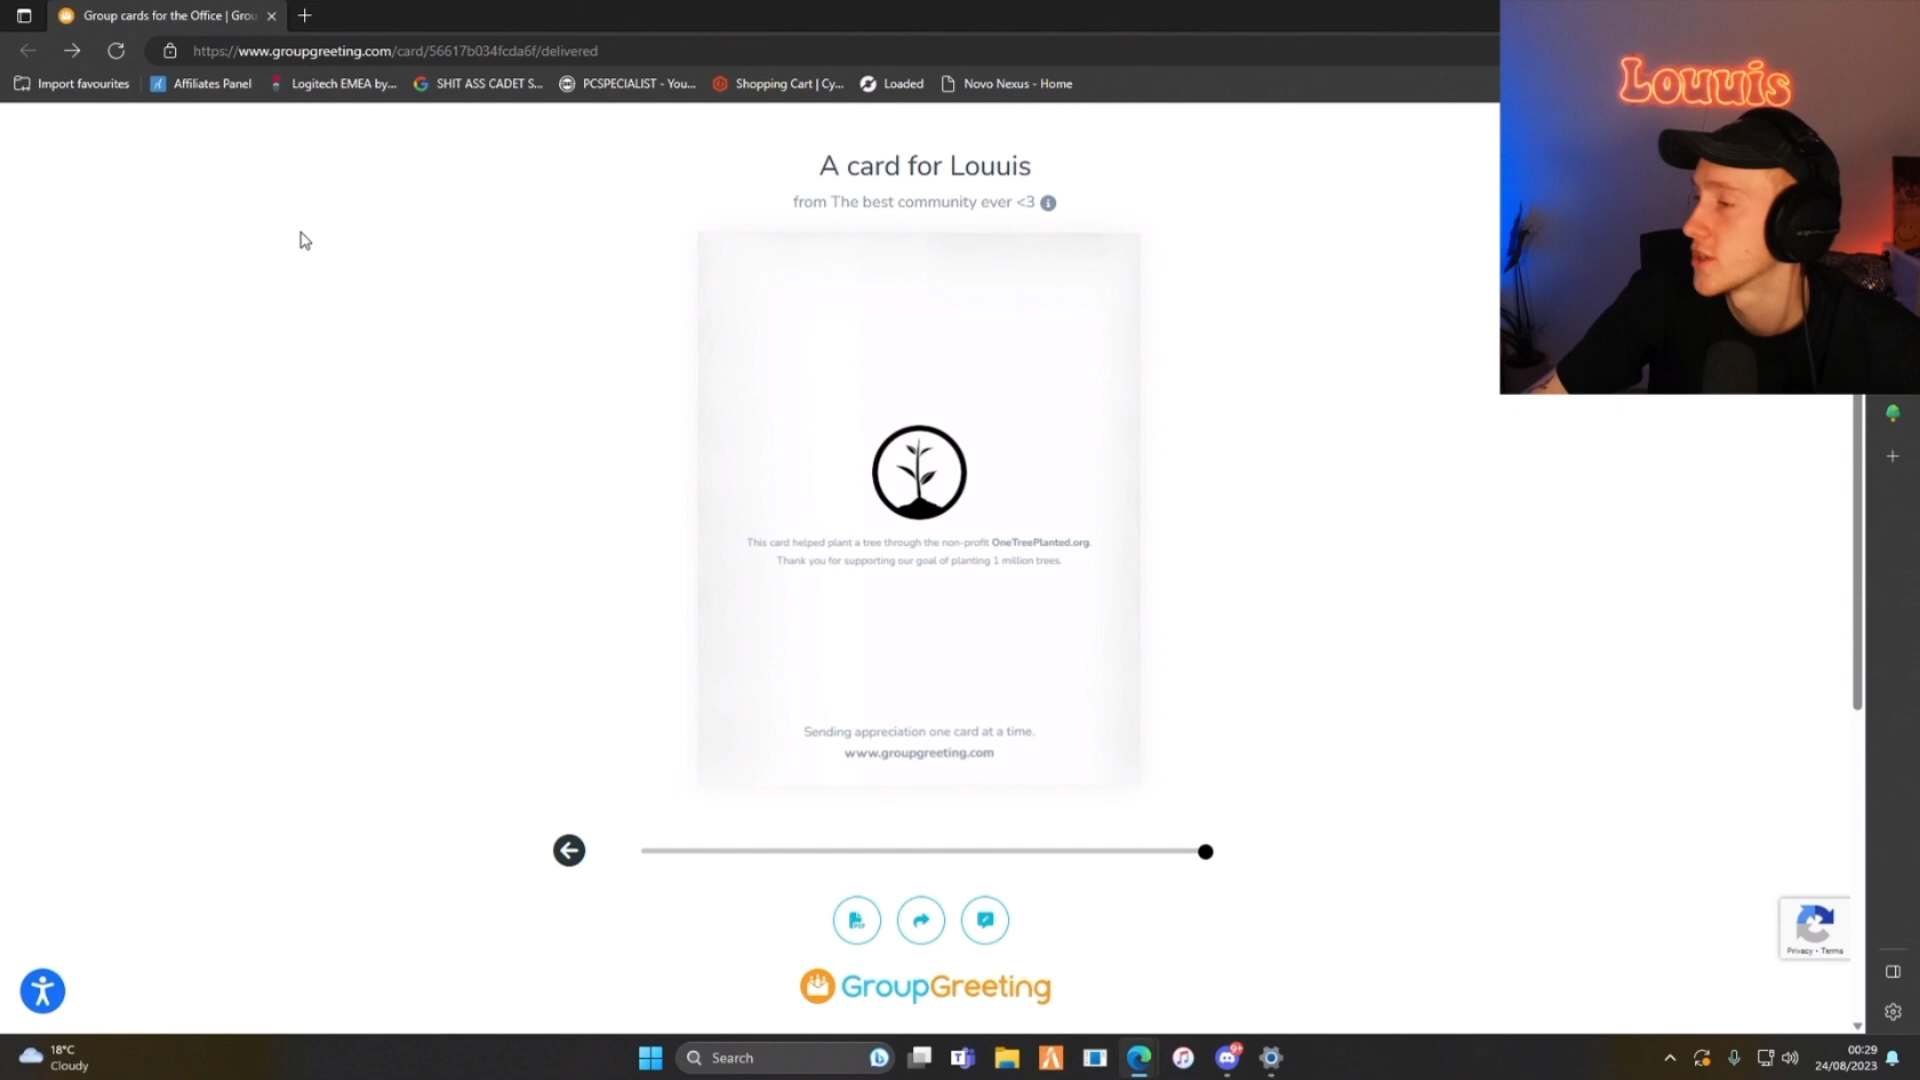 Group cards for the Office | Grou
https://www.groupgreeting.com/card/56617b034fcda6f/delivered
Import favourites
Affiliates Panel
Logitech EMEA by...
SHIT ASS CADET S...
PCSPECIALIST - You...
Shopping Cart | Cy...
Loaded
Novo Nexus - Home
Louuis
A card for Louuis
from The best community ever <3
This card helped plant a tree through the non-profit OneTreePlanted.org.
Thank you for supporting our goal of planting 1 million trees.
Sending appreciation one card at a time.
www.groupgreeting.com
PDF
Privacy - Terms
GroupGreeting
18°C
Cloudy
Search
9+
00:29
24/08/2023